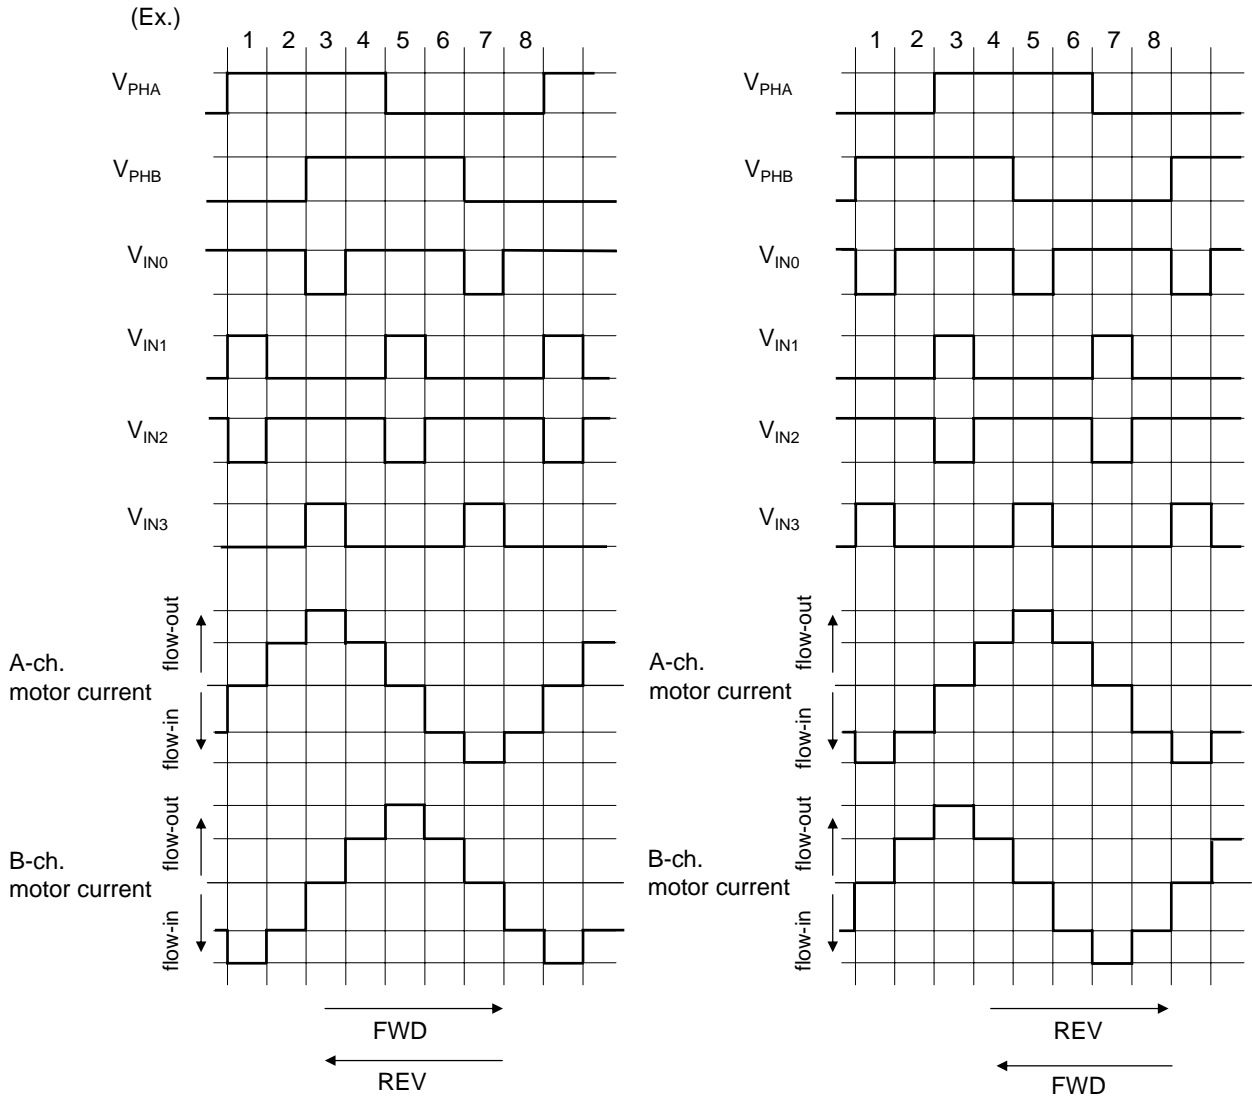 (Ex.)
1 2 3 4 5 6 7 8
VPHA
VPHB
VIN0
VIN1
VIN2
VIN3
A-ch.
motor current
flow-out
flow-in
B-ch.
motor current
flow-out
flow-in
FWD
REV
1 2 3 4 5 6 7 8
VPHA
VPHB
VIN0
VIN1
VIN2
VIN3
A-ch.
motor current
flow-out
flow-in
B-ch.
motor current
flow-out
flow-in
REV
FWD